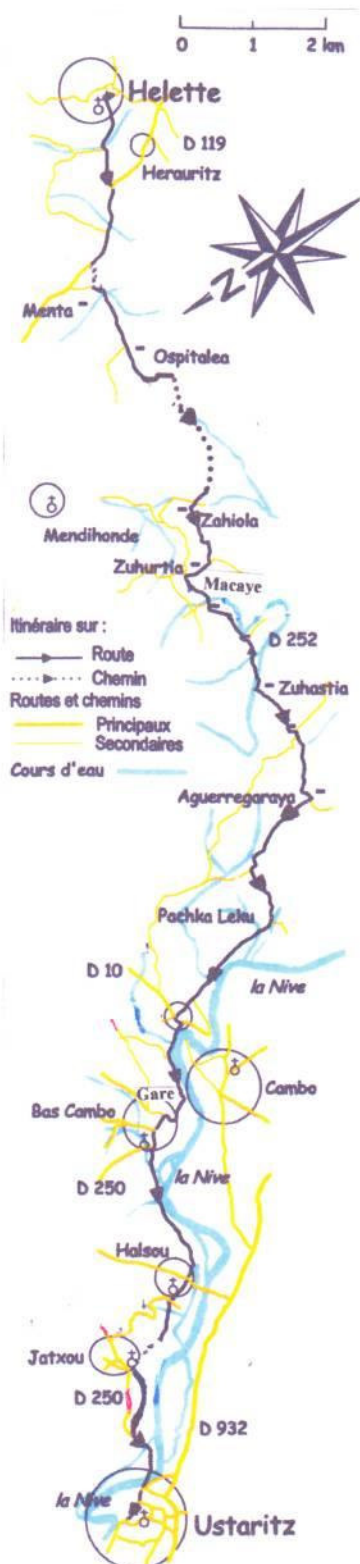 0 1 2 km
Helette
D 119
Herauritz
N
Menta
Ospitalea
Zahiola
Mendihonde
Zuhurtia
Macaye
Itinéraire sur :
Route
Chemin
Routes et chemins
Principaux
Secondaires
Cours d'eau
D 252
Zuhastia
Aguerregaraya
Pachka Leku
D 10
la Nive
Gare
Cambo
Bas Cambo
la Nive
D 250
Halsou
Jatxou
D 250
D 932
la Nive
Ustaritz